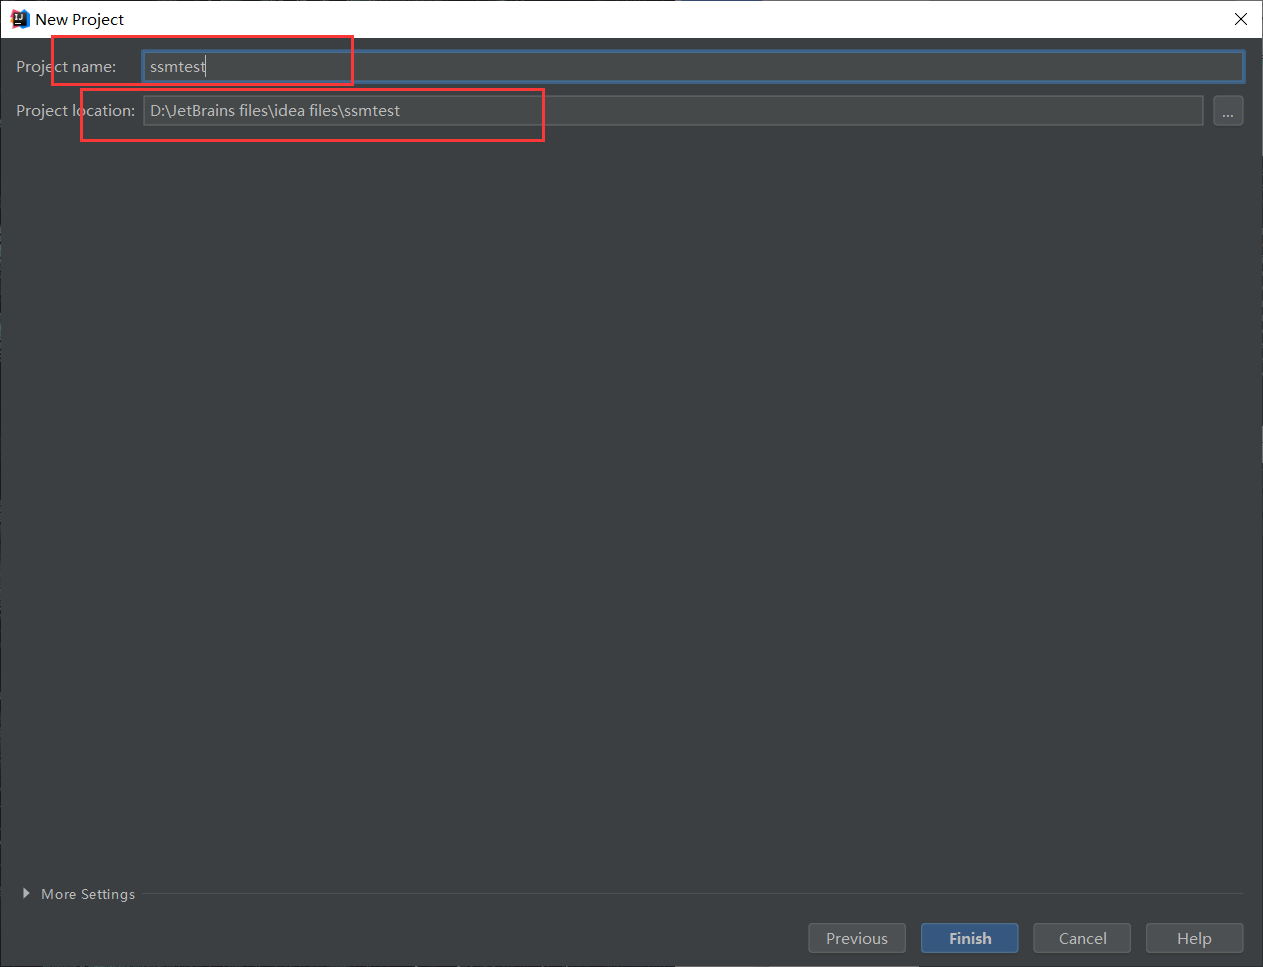 New Project
Project name: ssmtest
Project location: D:\JetBrains files\idea files\ssmtest ...
More Settings
Previous Finish Cancel Help